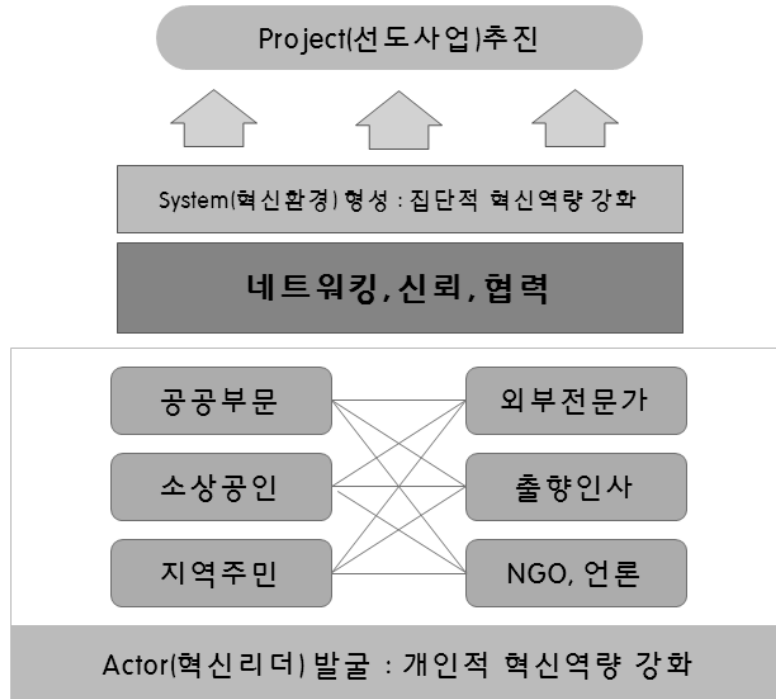 Project(선도사업)추진
System(혁신환경) 형성 : 집단적 혁신역량 강화
네트워킹, 신뢰, 협력
공공부문
외부전문가
소상공인
출향인사
지역주민
NGO, 언론
Actor(혁신리더) 발굴 : 개인적 혁신역량 강화